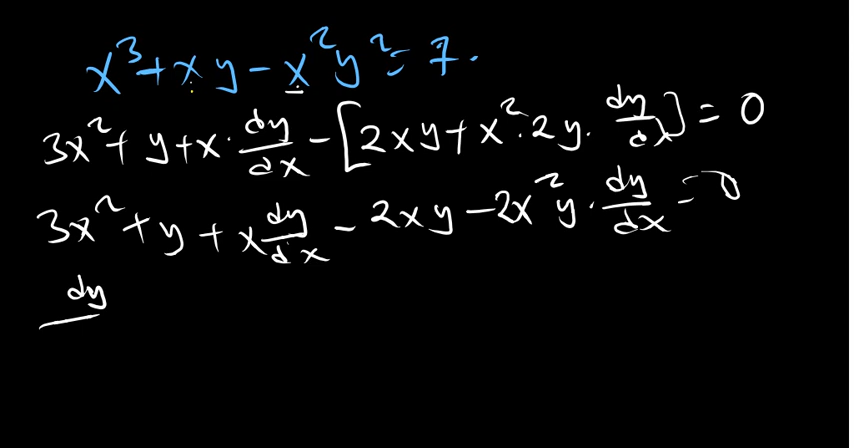 x³ + xy - x²y² = 7.
3x² + y + x · dy/dx - [2xy + x² · 2y · dy/dx] = 0
3x² + y + x dy/dx - 2xy - 2x²y · dy/dx = 0
dy